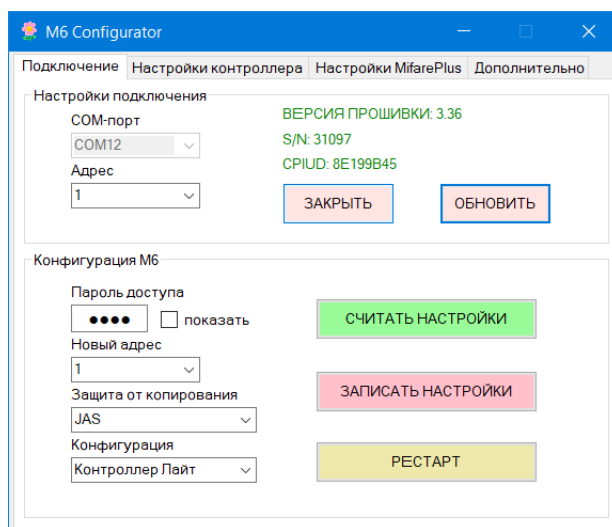 M6 Configurator
Подключение Настройки контроллера Настройки MifarePlus Дополнительно
Настройки подключения
COM-порт
COM12
Адрес
1
ВЕРСИЯ ПРОШИВКИ: 3.36
S/N: 31097
CPIUD: 8E199B45
ЗАКРЫТЬ ОБНОВИТЬ
Конфигурация М6
Пароль доступа
●●●● показать
Новый адрес
1
Защита от копирования
JAS
Конфигурация
Контроллер Лайт
СЧИТАТЬ НАСТРОЙКИ
ЗАПИСАТЬ НАСТРОЙКИ
РЕСТАРТ